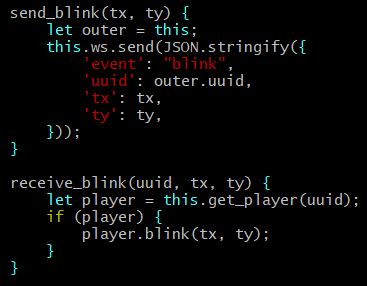 send_blink(tx, ty) {
    let outer = this;
    this.ws.send(JSON.stringify({
        'event': "blink",
        'uuid': outer.uuid,
        'tx': tx,
        'ty': ty,
    }));
}

receive_blink(uuid, tx, ty) {
    let player = this.get_player(uuid);
    if (player) {
        player.blink(tx, ty);
    }
}